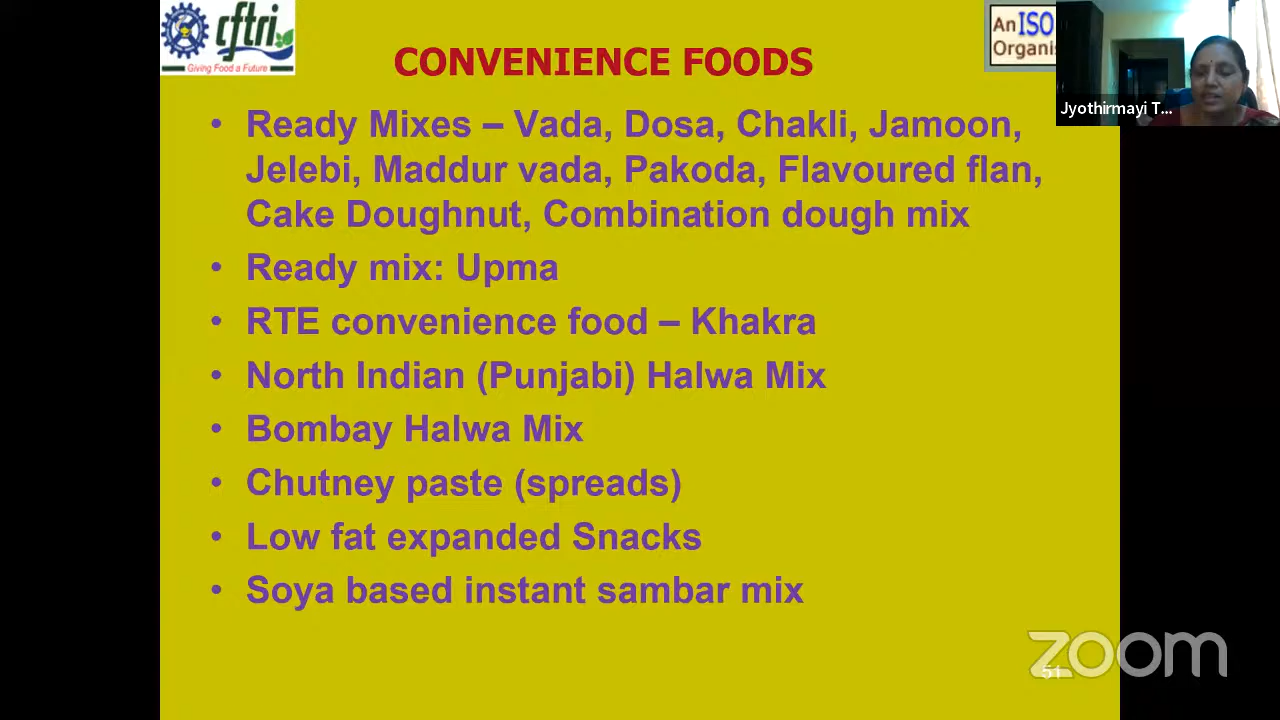 cftri
Giving Food a Future
CONVENIENCE FOODS
An ISO
Organis
Jyothirmayi T...
• Ready Mixes – Vada, Dosa, Chakli, Jamoon,
Jelebi, Maddur vada, Pakoda, Flavoured flan,
Cake Doughnut, Combination dough mix
• Ready mix: Upma
• RTE convenience food – Khakra
• North Indian (Punjabi) Halwa Mix
• Bombay Halwa Mix
• Chutney paste (spreads)
• Low fat expanded Snacks
• Soya based instant sambar mix
zoom
51